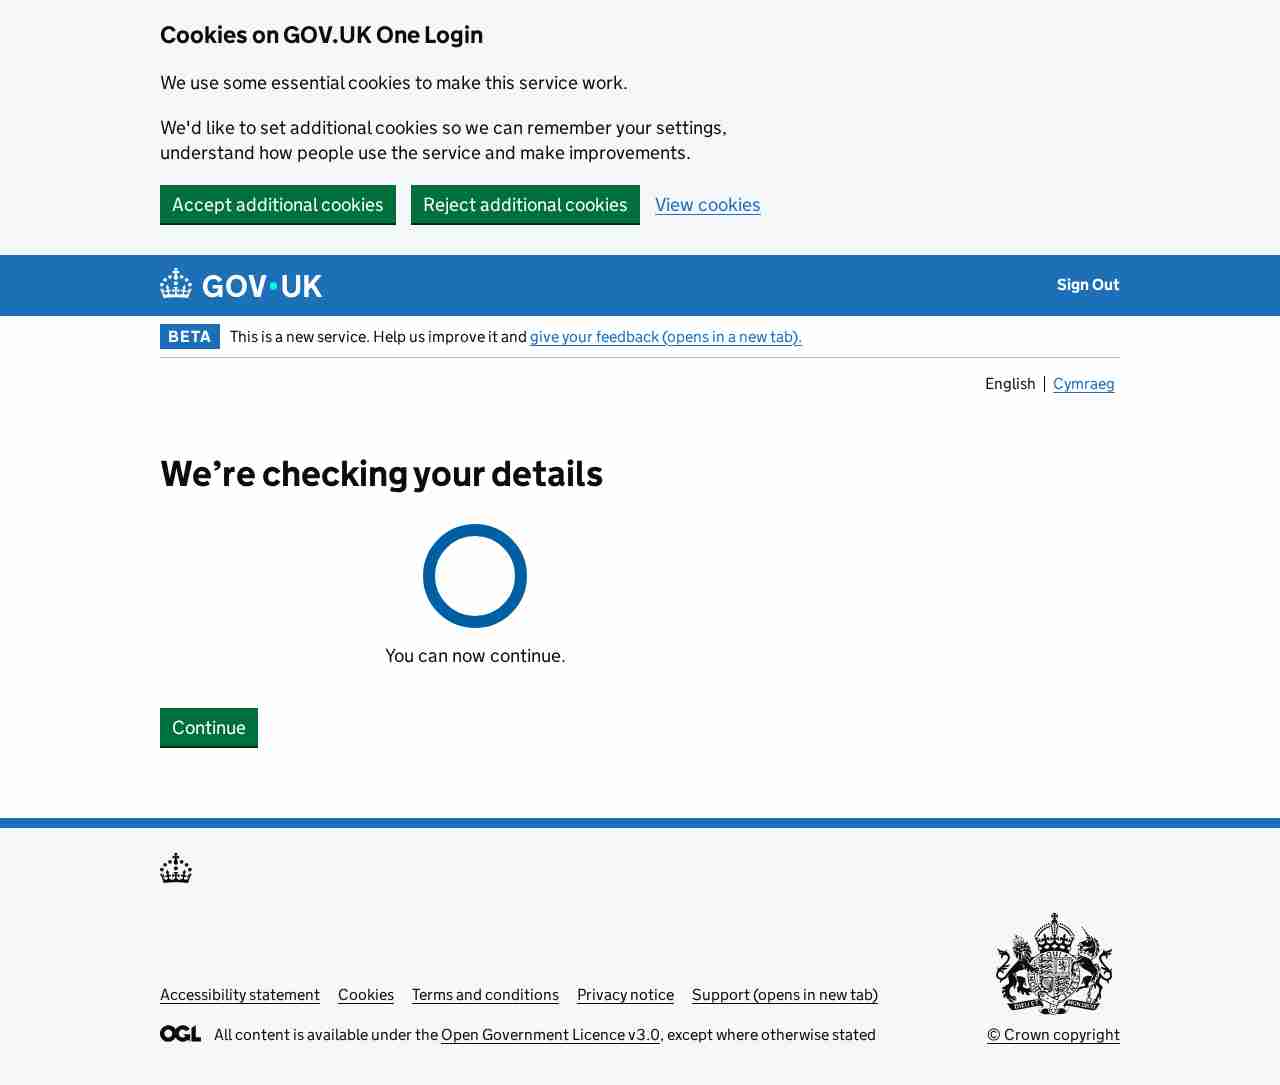 Cookies on GOV.UK One Login
We use some essential cookies to make this service work.
We'd like to set additional cookies so we can remember your settings,
understand how people use the service and make improvements.
Accept additional cookies Reject additional cookies View cookies
GOV·UK Sign Out
BETA This is a new service. Help us improve it and give your feedback (opens in a new tab).
English | Cymraeg
We’re checking your details
You can now continue.
Continue
Accessibility statement Cookies Terms and conditions Privacy notice Support (opens in new tab)
OGL All content is available under the Open Government Licence v3.0, except where otherwise stated © Crown copyright